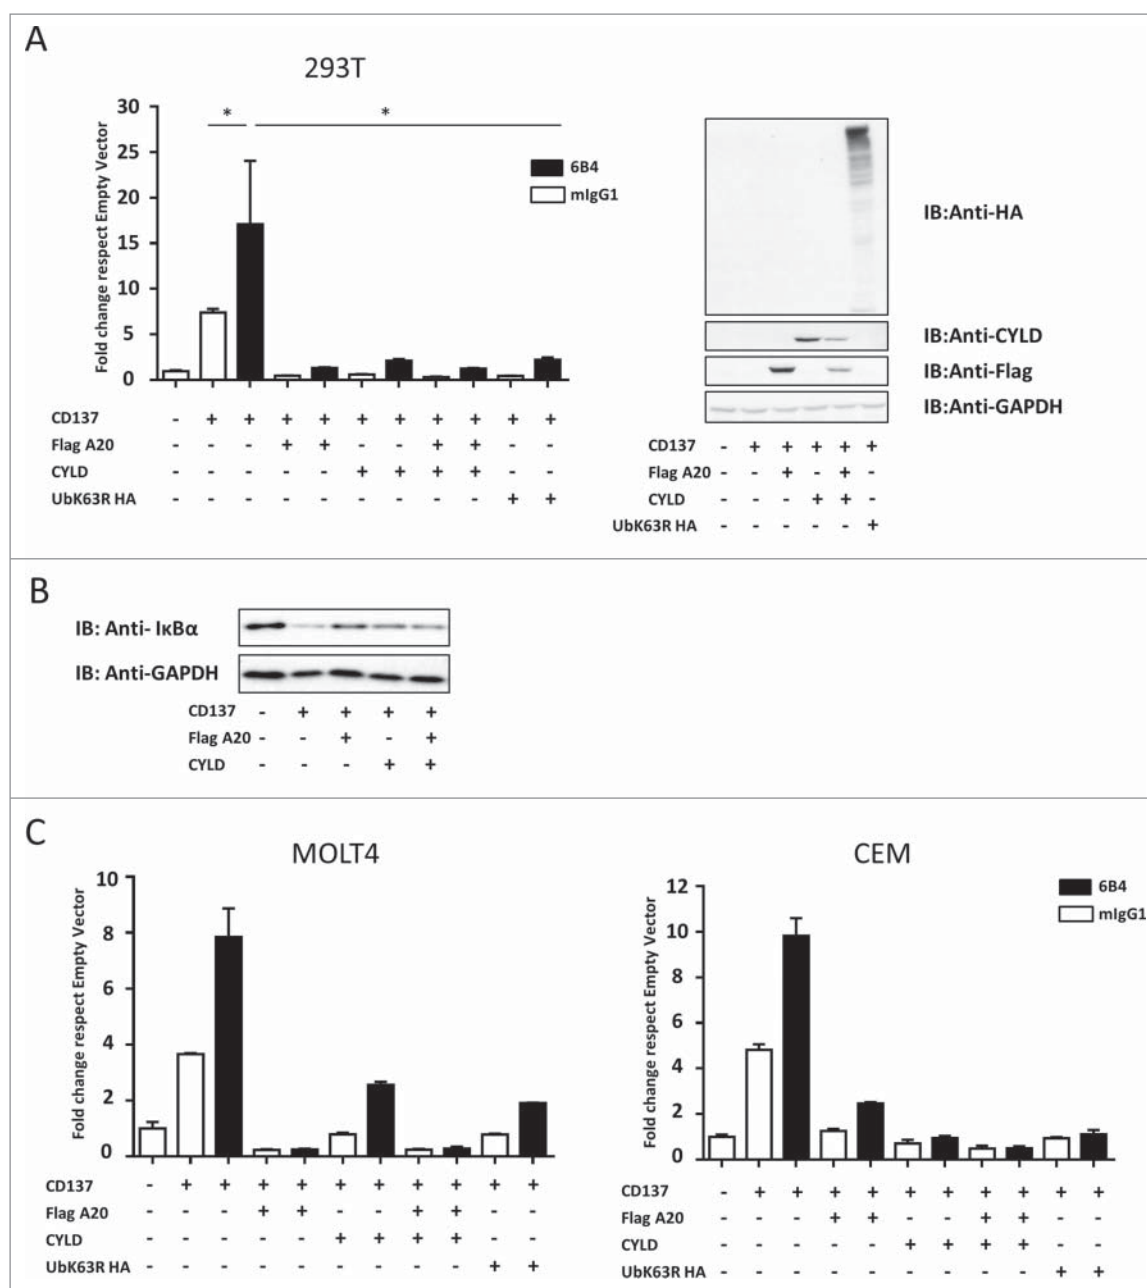 A
293T
Fold change respect Empty Vector
30
25
20
15
10
5
0
* *
6B4
mIgG1
CD137 - + + + + + + + + + +
Flag A20 - - - + + - - + + - -
CYLD - - - - - + + + + - -
UbK63R HA - - - - - - - - - + +
IB:Anti-HA
IB:Anti-CYLD
IB:Anti-Flag
IB:Anti-GAPDH
CD137 - + + + + +
Flag A20 - - + - + -
CYLD - - - + + -
UbK63R HA - - - - - +
B
IB: Anti- IκBα
IB: Anti-GAPDH
CD137 - + + + +
Flag A20 - - + - +
CYLD - - - + +
C
MOLT4
Fold change respect Empty Vector
10
8
6
4
2
0
CD137 - + + + + + + + + + +
Flag A20 - - - + + - - + + - -
CYLD - - - - - + + + + - -
UbK63R HA - - - - - - - - - + +
CEM
Fold change respect Empty Vector
12
10
8
6
4
2
0
6B4
mIgG1
CD137 - + + + + + + + + + +
Flag A20 - - - + + - - + + - -
CYLD - - - - - + + + + - -
UbK63R HA - - - - - - - - - + +